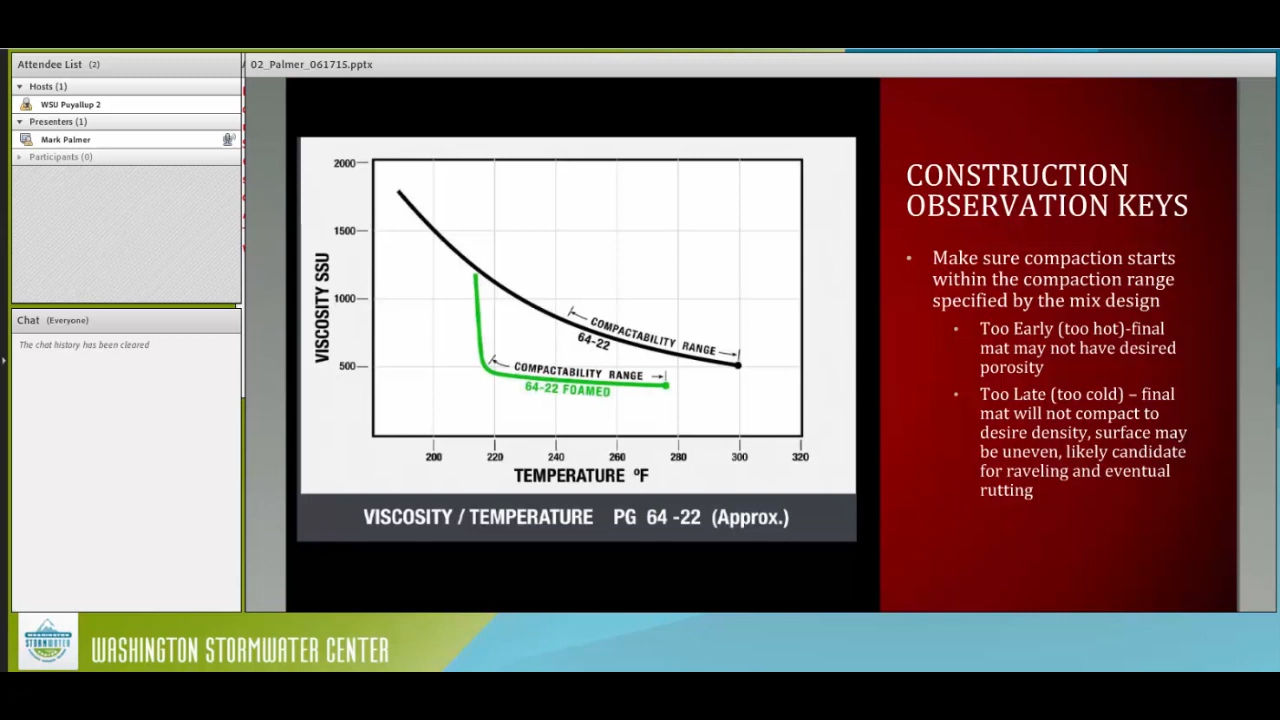 Attendee List (2)
02_Palmer_061715.pptx
Hosts (1)
WSU Puyallup 2
Presenters (1)
Mark Palmer
Participants (0)
Chat (Everyone)
The chat history has been cleared
2000
1500
1000
500
VISCOSITY SSU
COMPACTABILITY RANGE
64-22
COMPACTABILITY RANGE
64-22 FOAMED
200 220 240 260 280 300 320
TEMPERATURE ºF
VISCOSITY / TEMPERATURE PG 64 -22 (Approx.)
CONSTRUCTION
OBSERVATION KEYS
• Make sure compaction starts
within the compaction range
specified by the mix design
• Too Early (too hot)-final
mat may not have desired
porosity
• Too Late (too cold) – final
mat will not compact to
desire density, surface may
be uneven, likely candidate
for raveling and eventual
rutting
WASHINGTON
STORMWATER
WASHINGTON STORMWATER CENTER